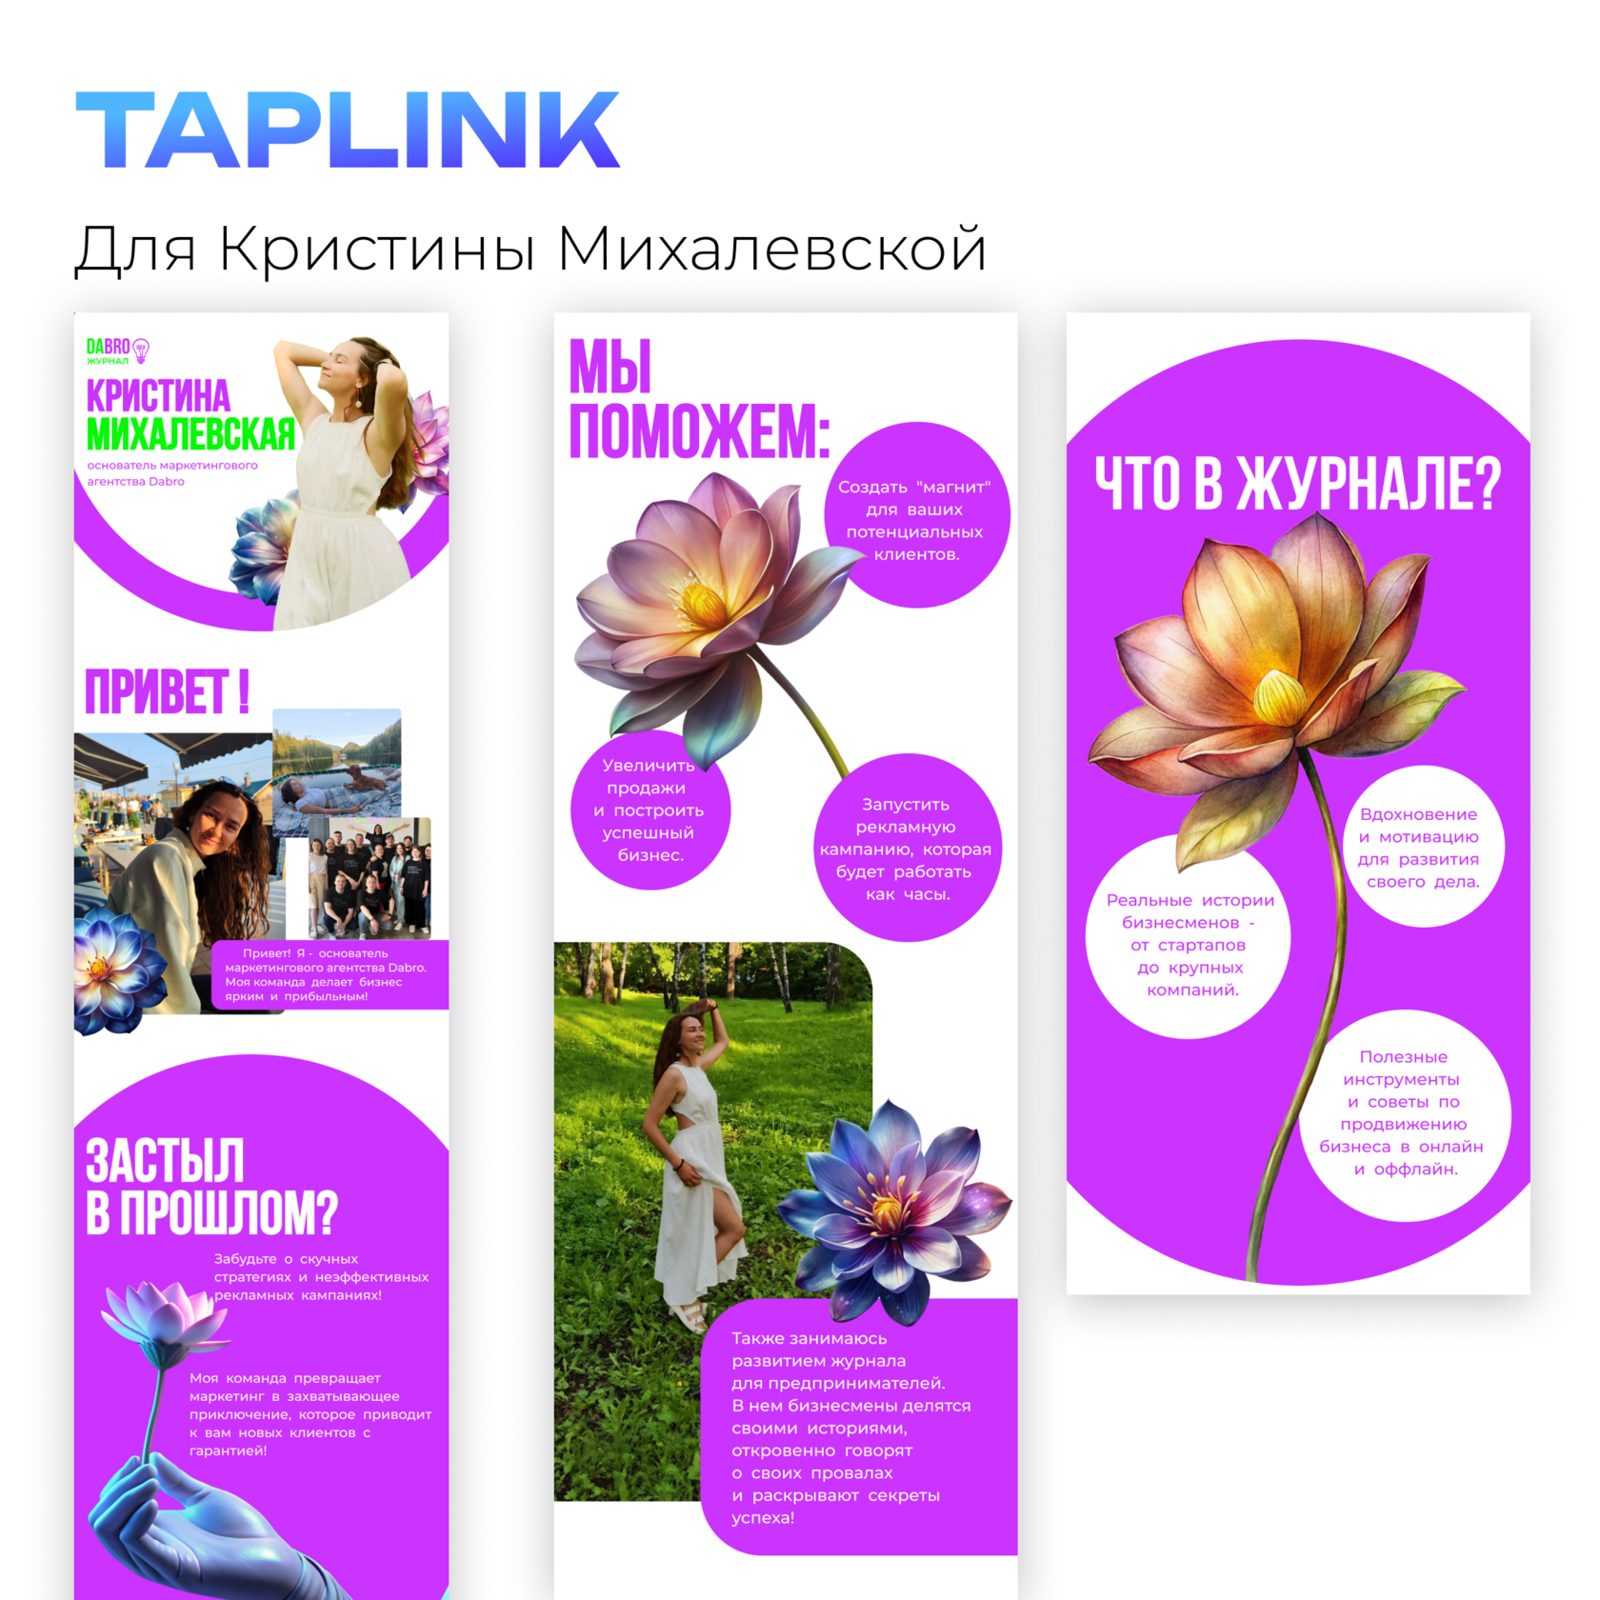 TAPLINK
Для Кристины Михалевской
DABRO
ЖУРНАЛ
КРИСТИНА
МИХАЛЕВСКАЯ
основатель маркетингового
агентства Dabro
ПРИВЕТ !
Привет! Я - основатель
маркетингового агентства Dabro.
Моя команда делает бизнес
ярким и прибыльным!
ЗАСТЫЛ
В ПРОШЛОМ?
Забудьте о скучных
стратегиях и неэффективных
рекламных кампаниях!
Моя команда превращает
маркетинг в захватывающее
приключение, которое приводит
к вам новых клиентов с
гарантией!
МЫ
ПОМОЖЕМ:
Создать "магнит"
для ваших
потенциальных
клиентов.
Увеличить
продажи
и построить
успешный
бизнес.
Запустить
рекламную
кампанию, которая
будет работать
как часы.
Также занимаюсь
развитием журнала
для предпринимателей.
В нем бизнесмены делятся
своими историями,
откровенно говорят
о своих провалах
и раскрывают секреты
успеха!
ЧТО В ЖУРНАЛЕ?
Вдохновение
и мотивацию
для развития
своего дела.
Реальные истории
бизнесменов -
от стартапов
до крупных
компаний.
Полезные
инструменты
и советы по
продвижению
бизнеса в онлайн
и оффлайн.